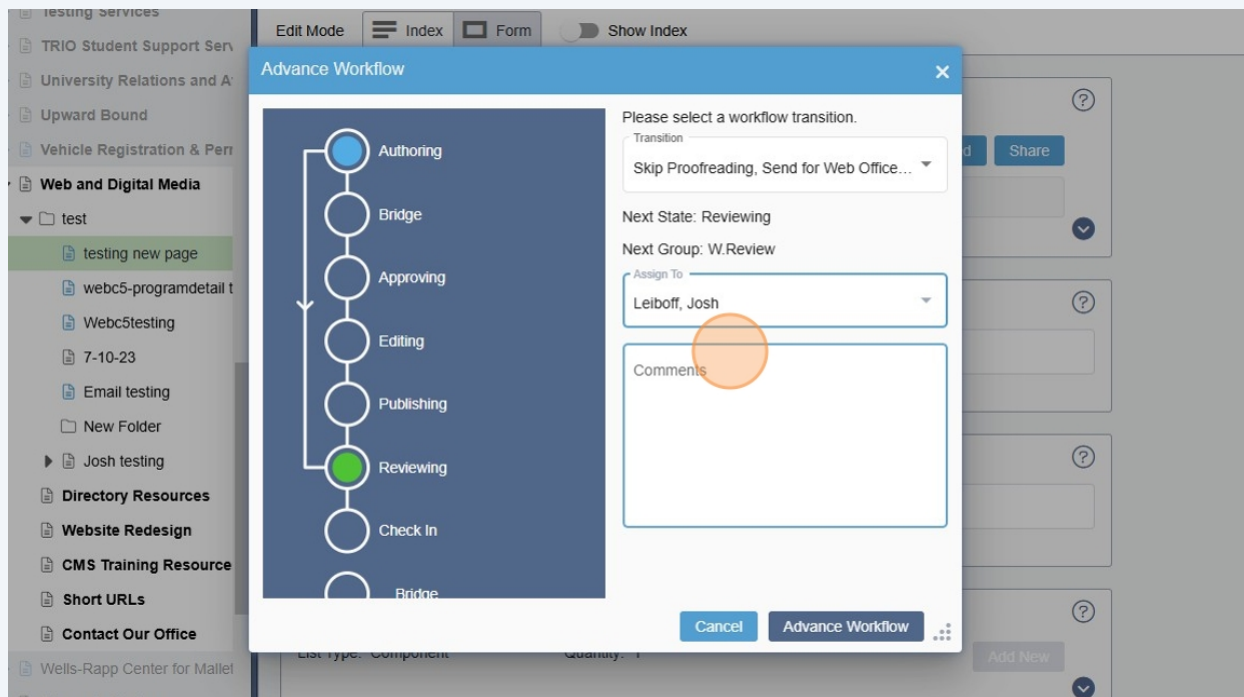 Testing Services
TRIO Student Support Serv
University Relations and A
Upward Bound
Vehicle Registration & Perr
Web and Digital Media
test
testing new page
webc5-programdetail t
Webc5testing
7-10-23
Email testing
New Folder
Josh testing
Directory Resources
Website Redesign
CMS Training Resource
Short URLs
Contact Our Office
Wells-Rapp Center for Mallet
Edit Mode Index Form Show Index
Advance Workflow
Authoring
Bridge
Approving
Editing
Publishing
Reviewing
Check In
Bridge
Please select a workflow transition.
Transition
Skip Proofreading, Send for Web Office...
Next State: Reviewing
Next Group: W.Review
Assign To
Leiboff, Josh
Comments
Cancel Advance Workflow
d Share
List Type: Component Quantity: 1
Add New